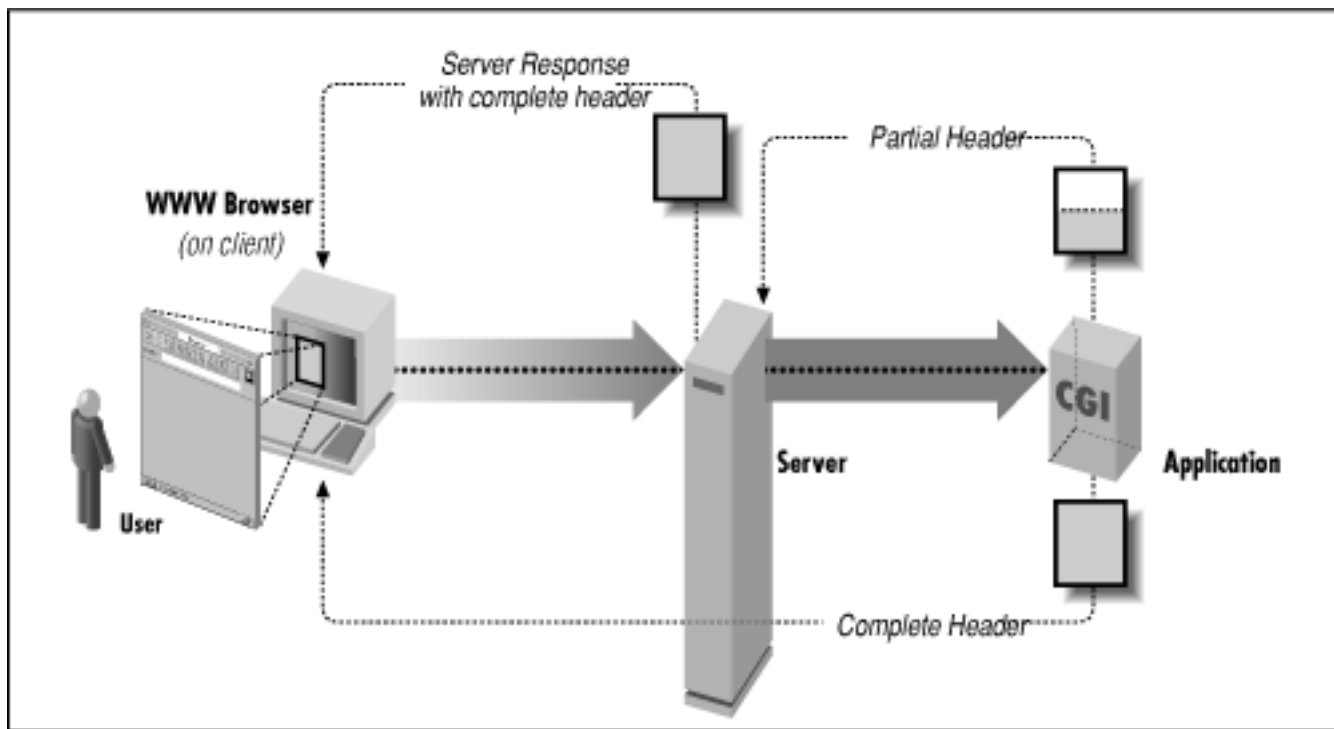 Server Response
with complete header
Partial Header
WWW Browser
(on client)
CGI
Server
Application
User
Complete Header